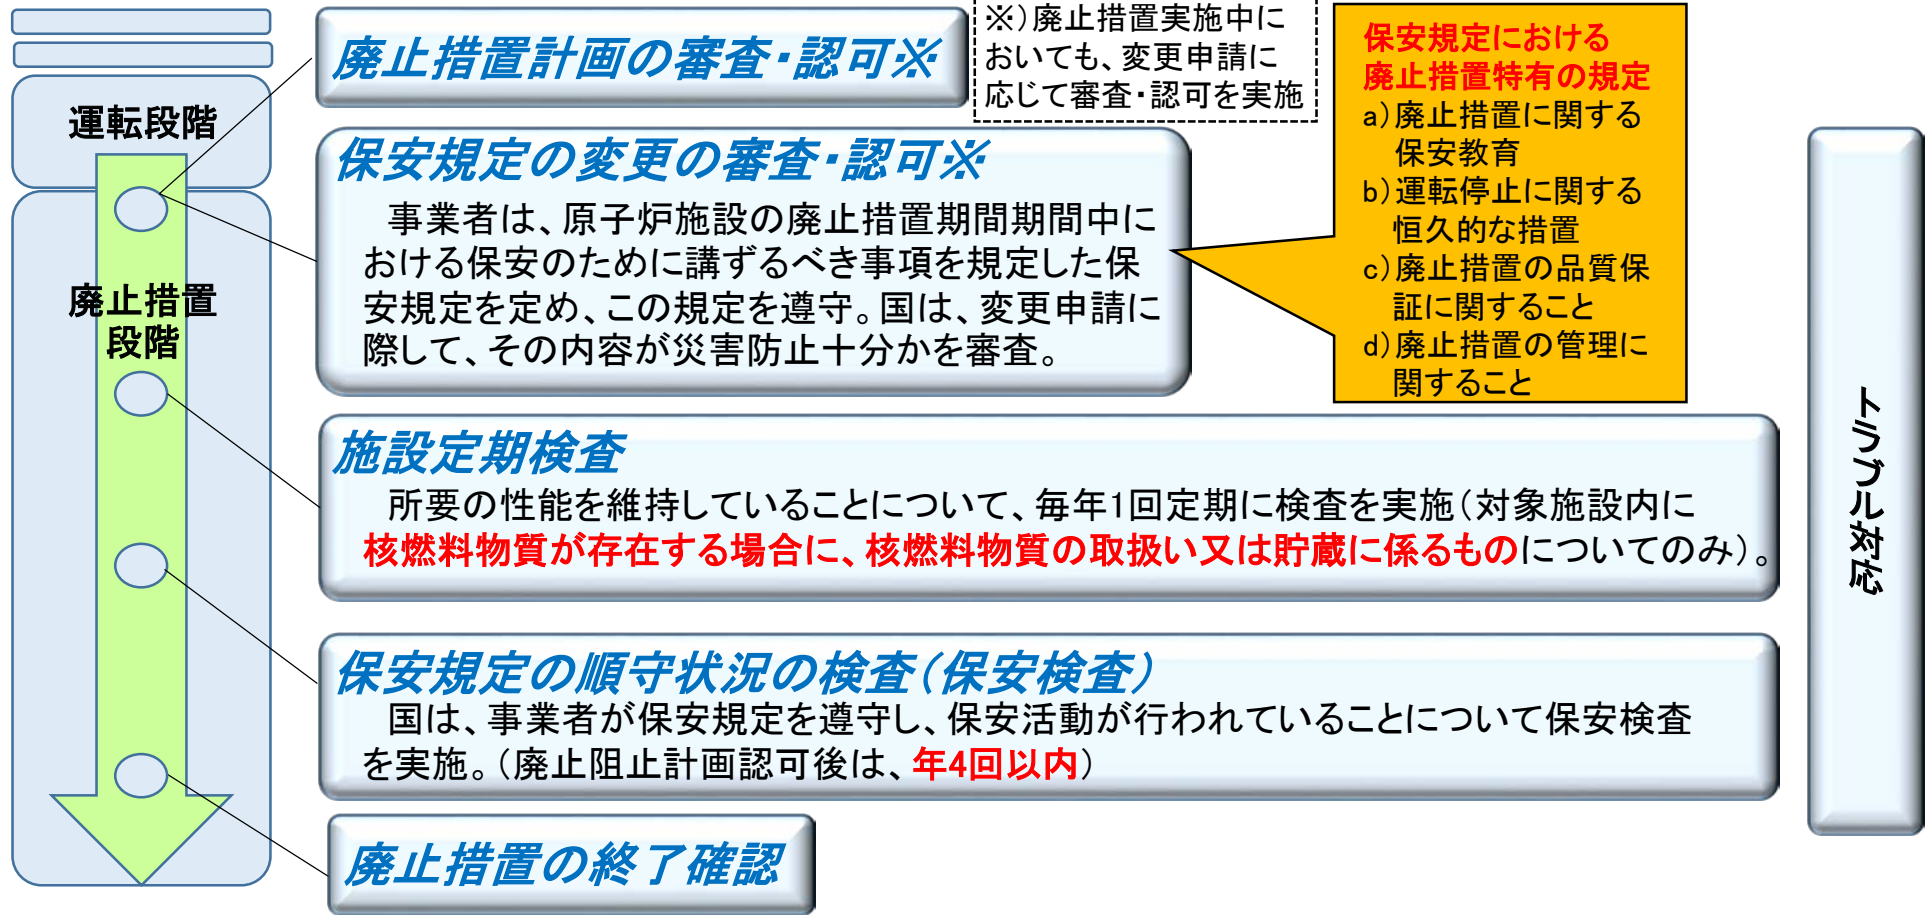 運転段階
廃止措置
段階
廃止措置計画の審査・認可※
※）廃止措置実施中に
おいても、変更申請に
応じて審査・認可を実施
保安規定の変更の審査・認可※
事業者は、原子炉施設の廃止措置期間期間中に
おける保安のために講ずるべき事項を規定した保
安規定を定め、この規定を遵守。国は、変更申請に
際して、その内容が災害防止十分かを審査。
保安規定における
廃止措置特有の規定
a）廃止措置に関する
保安教育
b）運転停止に関する
恒久的な措置
c）廃止措置の品質保
証に関すること
d）廃止措置の管理に
関すること
施設定期検査
所要の性能を維持していることについて、毎年1回定期に検査を実施（対象施設内に
核燃料物質が存在する場合に、核燃料物質の取扱い又は貯蔵に係るものについてのみ）。
保安規定の順守状況の検査（保安検査）
国は、事業者が保安規定を遵守し、保安活動が行われていることについて保安検査
を実施。（廃止阻止計画認可後は、年4回以内）
廃止措置の終了確認
トラブル対応